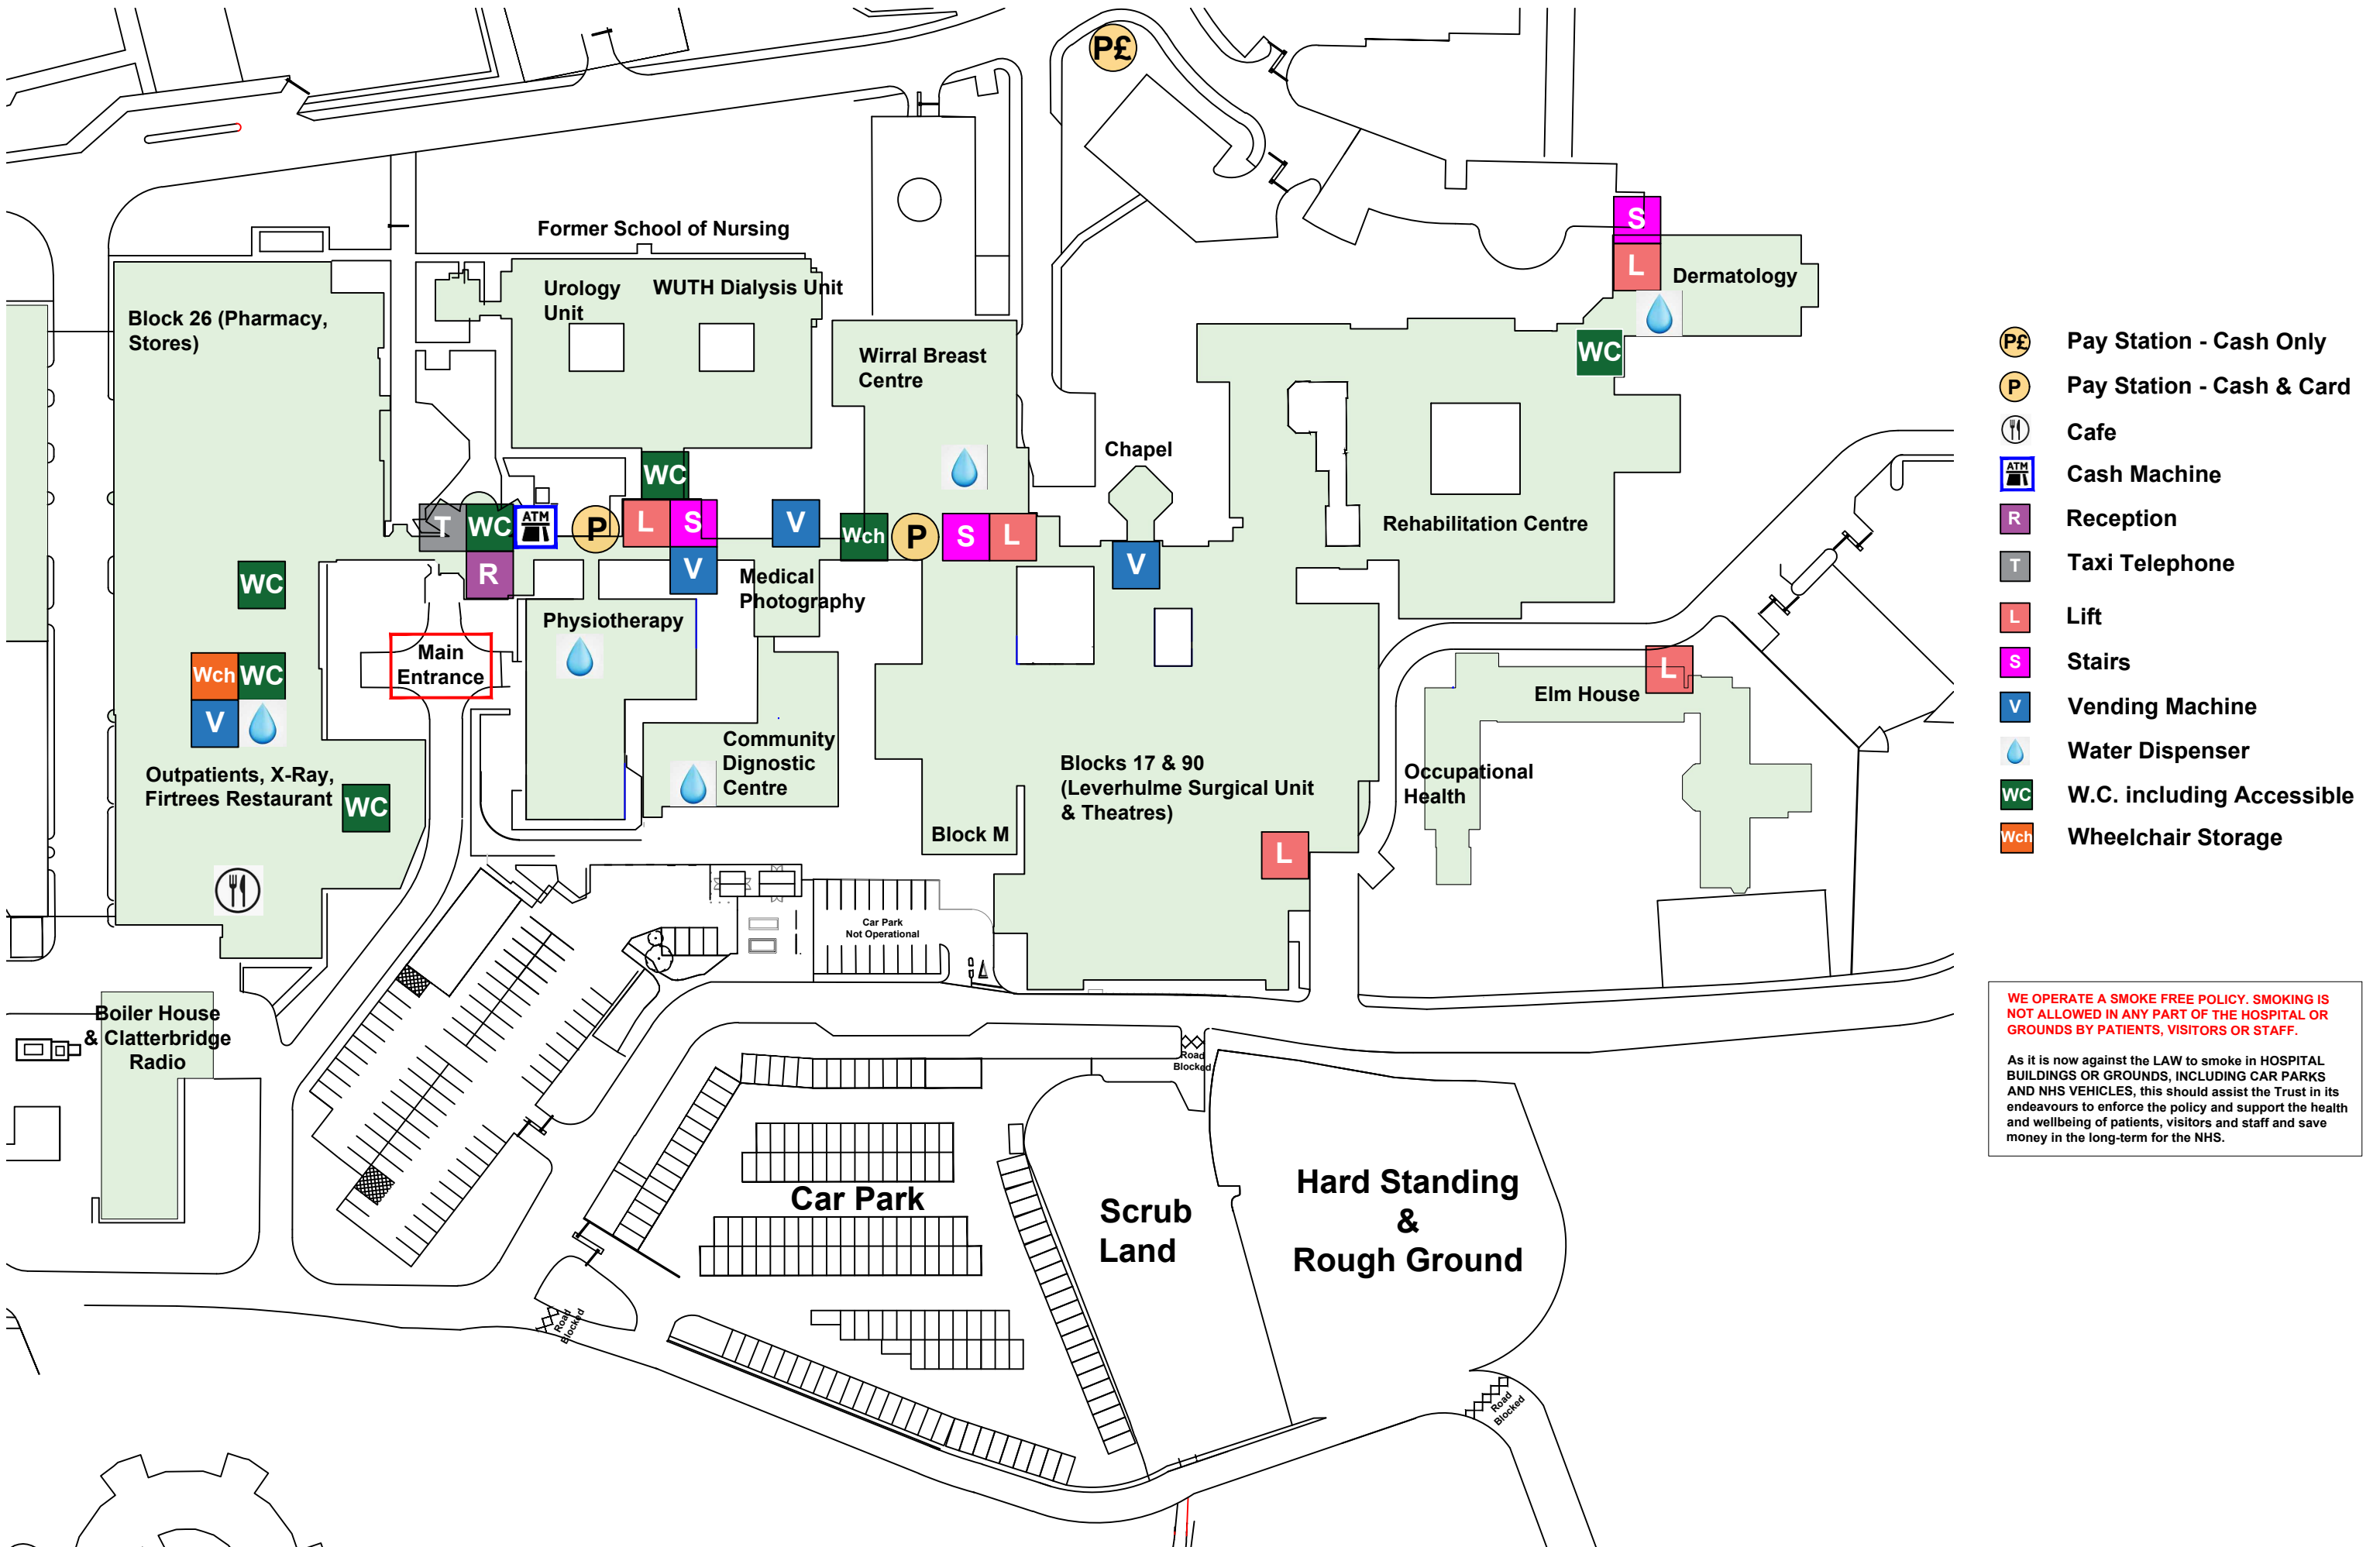 P£
Former School of Nursing
S
L
Dermatology
Urology
Unit
WUTH Dialysis Unit
Block 26 (Pharmacy,
Stores)
Wirral Breast
Centre
WC
Chapel
WC
Rehabilitation Centre
T
WC
ATM
P
L
S
V
Wch
P
S
L
V
R
V
Medical
Photography
WC
Physiotherapy
Main
Entrance
Wch
WC
V
L
Elm House
Community
Dignostic
Centre
Outpatients, X-Ray,
Firtrees Restaurant
WC
Blocks 17 & 90
(Leverhulme Surgical Unit
& Theatres)
Occupational
Health
Block M
L
Car Park
Not Operational
Boiler House
& Clatterbridge
Radio
Road
Blocked
Car Park
Scrub
Land
Hard Standing
&
Rough Ground
Road
Blocked
Road
Blocked
P£ Pay Station - Cash Only
P Pay Station - Cash & Card
Cafe
ATM Cash Machine
R Reception
T Taxi Telephone
L Lift
S Stairs
V Vending Machine
Water Dispenser
WC W.C. including Accessible
Wch Wheelchair Storage
WE OPERATE A SMOKE FREE POLICY. SMOKING IS
NOT ALLOWED IN ANY PART OF THE HOSPITAL OR
GROUNDS BY PATIENTS, VISITORS OR STAFF.
As it is now against the LAW to smoke in HOSPITAL
BUILDINGS OR GROUNDS, INCLUDING CAR PARKS
AND NHS VEHICLES, this should assist the Trust in its
endeavours to enforce the policy and support the health
and wellbeing of patients, visitors and staff and save
money in the long-term for the NHS.